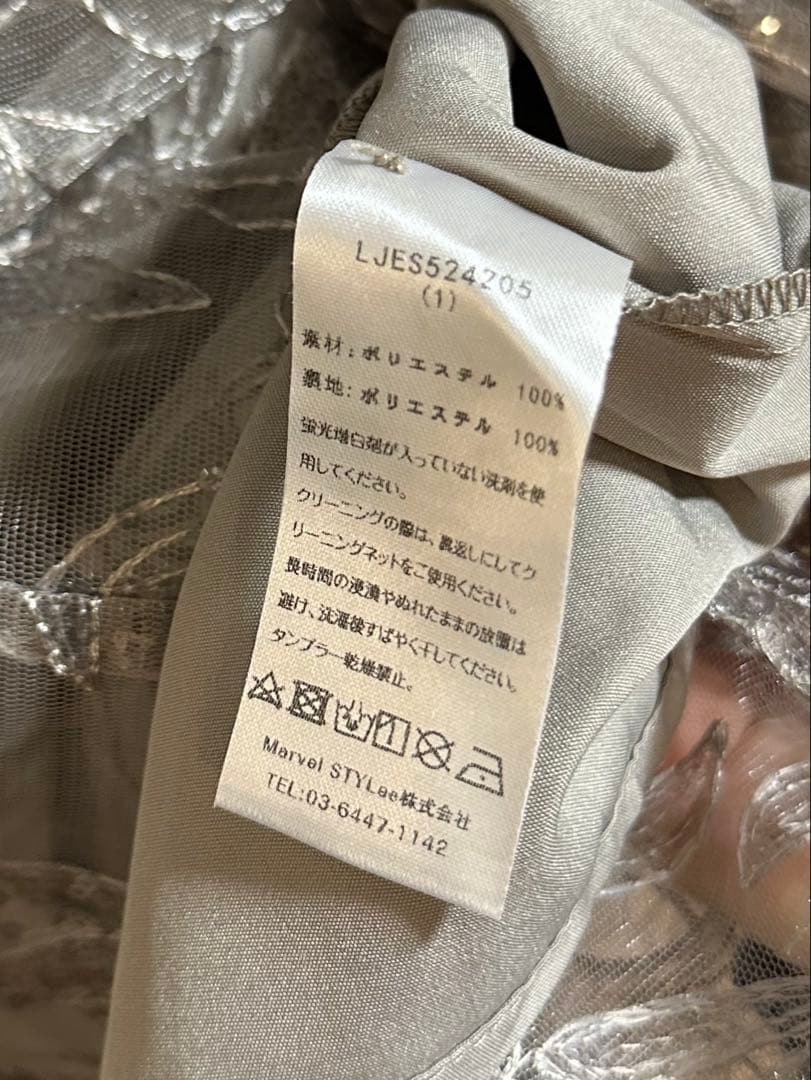 LJES524205
(1)
素材: ポリエステル 100%
裏地: ポリエステル 100%
蛍光増白剤が入っていない洗剤を使
用してください。
クリーニングの際は、裏返しにしてク
リーニングネットをご使用ください。
長時間の浸漬やぬれたままの放置は
避け、洗濯後すばやく干してください。
タンブラー乾燥禁止。
Marvel STYLee株式会社
TEL:03-6447-1142